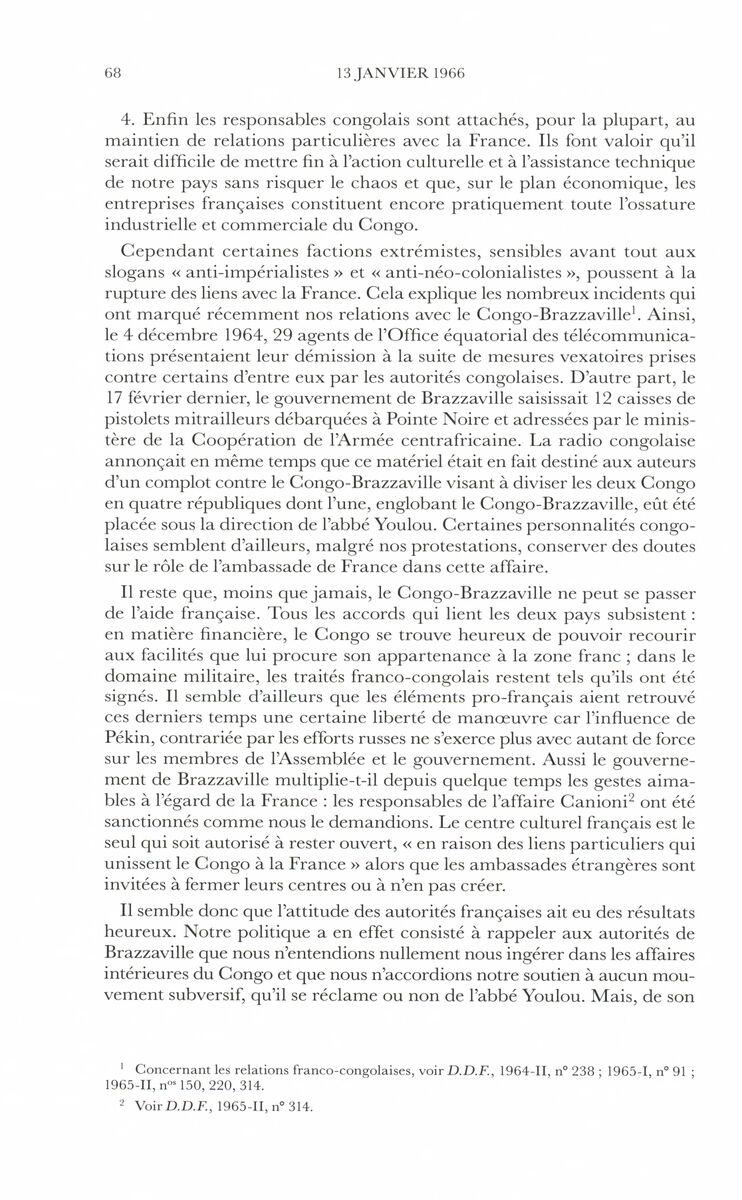 68
13 JANVIER 1966
4. Enfin les responsables congolais sont attachés, pour la plupart, au
maintien de relations particulières avec la France. Ils font valoir qu’il
serait difficile de mettre fin à l’action culturelle et à l’assistance technique
de notre pays sans risquer le chaos et que, sur le plan économique, les
entreprises françaises constituent encore pratiquement toute l’ossature
industrielle et commerciale du Congo.
Cependant certaines factions extrémistes, sensibles avant tout aux
slogans « anti-impérialistes » et « anti-néo-colonialistes », poussent à la
rupture des liens avec la France. Cela explique les nombreux incidents qui
ont marqué récemment nos relations avec le Congo-Brazzaville¹. Ainsi,
le 4 décembre 1964, 29 agents de l’Office équatorial des télécommunica-
tions présentaient leur démission à la suite de mesures vexatoires prises
contre certains d’entre eux par les autorités congolaises. D’autre part, le
17 février dernier, le gouvernement de Brazzaville saisissait 12 caisses de
pistolets mitrailleurs débarquées à Pointe Noire et adressées par le minis-
tère de la Coopération de l’Armée centrafricaine. La radio congolaise
annonçait en même temps que ce matériel était en fait destiné aux auteurs
d’un complot contre le Congo-Brazzaville visant à diviser les deux Congo
en quatre républiques dont l’une, englobant le Congo-Brazzaville, eût été
placée sous la direction de l’abbé Youlou. Certaines personnalités congo-
laises semblent d’ailleurs, malgré nos protestations, conserver des doutes
sur le rôle de l’ambassade de France dans cette affaire.
Il reste que, moins que jamais, le Congo-Brazzaville ne peut se passer
de l’aide française. Tous les accords qui lient les deux pays subsistent :
en matière financière, le Congo se trouve heureux de pouvoir recourir
aux facilités que lui procure son appartenance à la zone franc ; dans le
domaine militaire, les traités franco-congolais restent tels qu’ils ont été
signés. Il semble d’ailleurs que les éléments pro-français aient retrouvé
ces derniers temps une certaine liberté de manœuvre car l’influence de
Pékin, contrariée par les efforts russes ne s’exerce plus avec autant de force
sur les membres de l’Assemblée et le gouvernement. Aussi le gouverne-
ment de Brazzaville multiplie-t-il depuis quelque temps les gestes aima-
bles à l’égard de la France : les responsables de l’affaire Canioni² ont été
sanctionnés comme nous le demandions. Le centre culturel français est le
seul qui soit autorisé à rester ouvert, « en raison des liens particuliers qui
unissent le Congo à la France » alors que les ambassades étrangères sont
invitées à fermer leurs centres ou à n’en pas créer.
Il semble donc que l’attitude des autorités françaises ait eu des résultats
heureux. Notre politique a en effet consisté à rappeler aux autorités de
Brazzaville que nous n’entendions nullement nous ingérer dans les affaires
intérieures du Congo et que nous n’accordions notre soutien à aucun mou-
vement subversif, qu’il se réclame ou non de l’abbé Youlou. Mais, de son
¹ Concernant les relations franco-congolaises, voir D.D.F., 1964-II, n° 238 ; 1965-I, n° 91 ;
1965-II, nos 150, 220, 314.
² Voir D.D.F., 1965-II, n° 314.